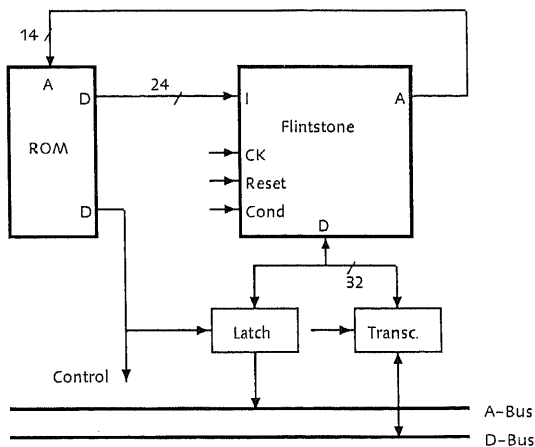 14
A
D
24
I
A
Flintstone
ROM
CK
Reset
D
Cond
D
32
Latch
Transc.
Control
A-Bus
D-Bus